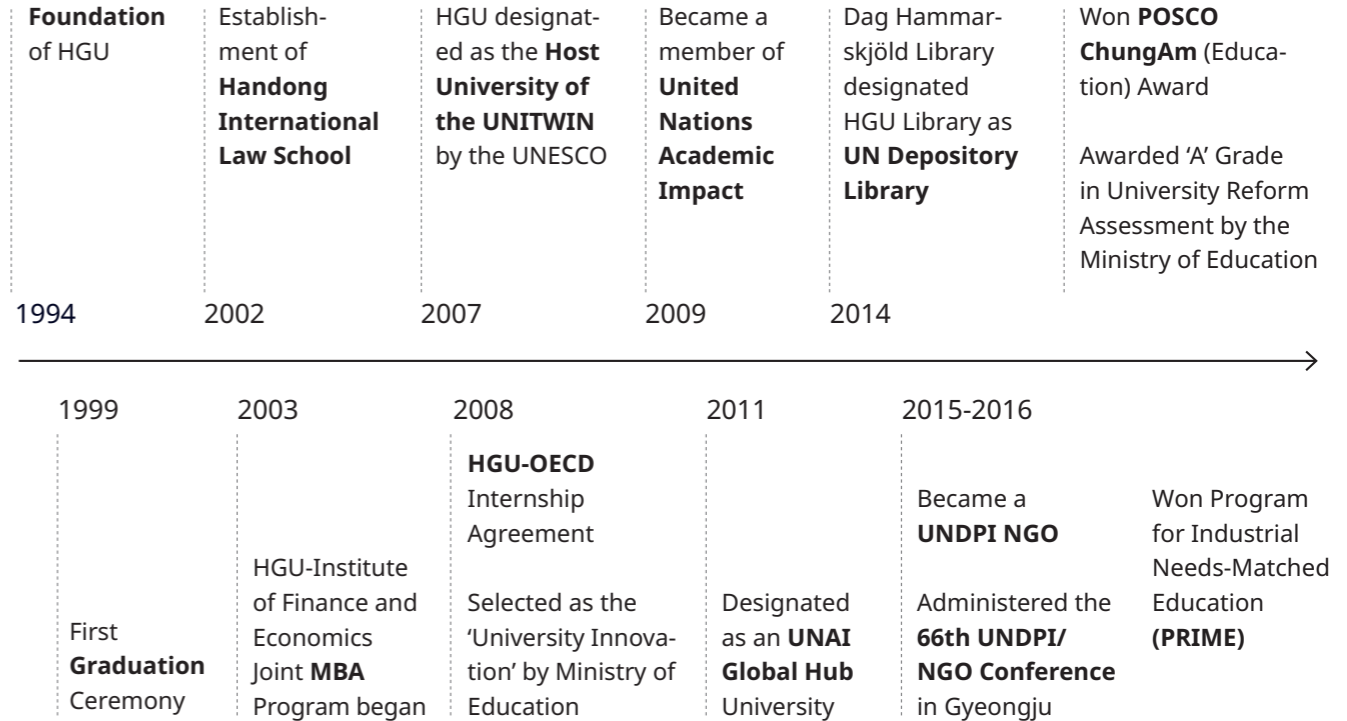 Foundation
of HGU
1994
Establish-
ment of
Handong
International
Law School
2002
HGU designat-
ed as the Host
University of
the UNITWIN
by the UNESCO
2007
Became a
member of
United
Nations
Academic
Impact
2009
Dag Hammar-
skjöld Library
designated
HGU Library as
UN Depository
Library
2014
Won POSCO
ChungAm (Educa-
tion) Award
Awarded ‘A’ Grade
in University Reform
Assessment by the
Ministry of Education
1999
First
Graduation
Ceremony
2003
HGU-Institute
of Finance and
Economics
Joint MBA
Program began
2008
HGU-OECD
Internship
Agreement
Selected as the
‘University Innova-
tion’ by Ministry of
Education
2011
Designated
as an UNAI
Global Hub
University
2015-2016
Became a
UNDPI NGO
Administered the
66th UNDPI/
NGO Conference
in Gyeongju
Won Program
for Industrial
Needs-Matched
Education
(PRIME)